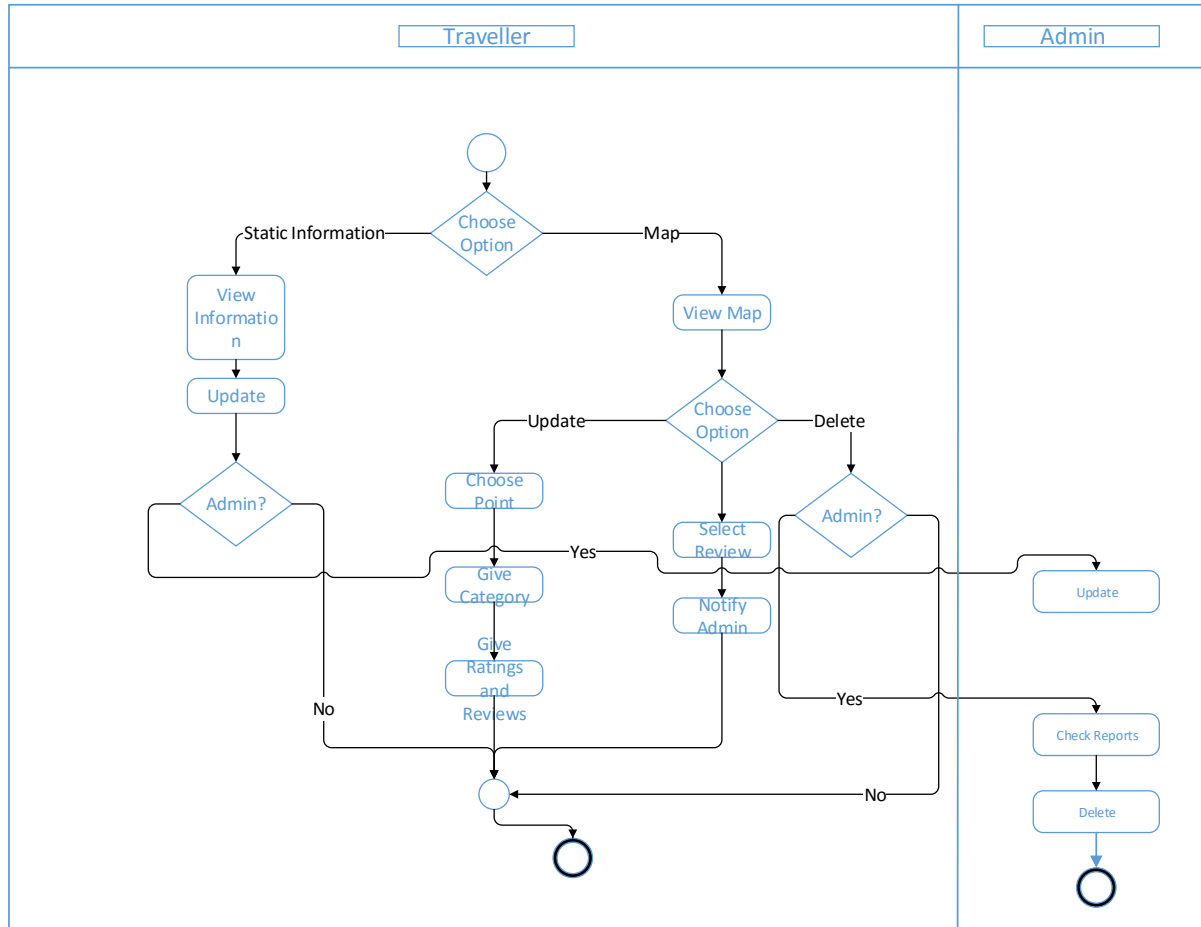 Traveller
Admin
Choose
Option
Static Information
Map
View
Informatio
n
View Map
Update
Choose
Option
Update
Delete
Admin?
Choose
Point
Admin?
Select
Review
Yes
Give
Category
Update
Notify
Admin
Give
Ratings
and
Reviews
No
Yes
Check Reports
No
Delete